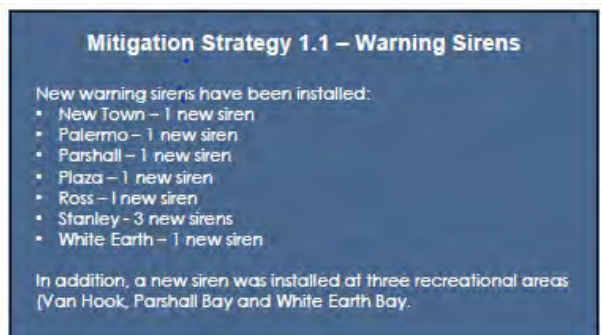 Mitigation Strategy 1.1 – Warning Sirens
New warning sirens have been installed:
• New Town – 1 new siren
• Palermo – 1 new siren
• Parshall – 1 new siren
• Plaza – 1 new siren
• Ross – I new siren
• Stanley - 3 new sirens
• White Earth – 1 new siren
In addition, a new siren was installed at three recreational areas
(Van Hook, Parshall Bay and White Earth Bay.